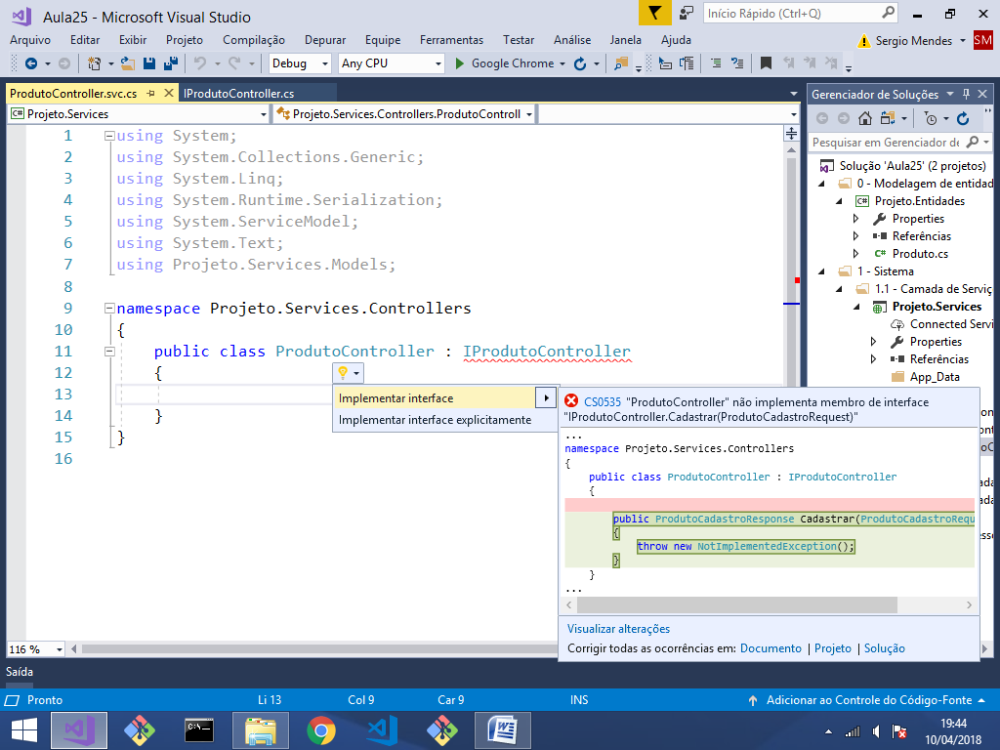 Aula25 - Microsoft Visual Studio
Início Rápido (Ctrl+Q)
Arquivo Editar Exibir Projeto Compilação Depurar Equipe Ferramentas Testar Análise Janela Ajuda
Sergio Mendes SM
Debug Any CPU Google Chrome
ProdutoController.svc.cs IProdutoController.cs
Projeto.Services Projeto.Services.Controllers.ProdutoControll
1 using System;
2 using System.Collections.Generic;
3 using System.Linq;
4 using System.Runtime.Serialization;
5 using System.ServiceModel;
6 using System.Text;
7 using Projeto.Services.Models;
8
9 namespace Projeto.Services.Controllers
10 {
11 public class ProdutoController : IProdutoController
12 {
13
14 }
15 }
16
Implementar interface
Implementar interface explicitamente
CS0535 "ProdutoController" não implementa membro de interface
"IProdutoController.Cadastrar(ProdutoCadastroRequest)"
...
namespace Projeto.Services.Controllers
{
public class ProdutoController : IProdutoController
{
public ProdutoCadastroResponse Cadastrar(ProdutoCadastroRequ
{
throw new NotImplementedException();
}
}
...
Visualizar alterações
Corrigir todas as ocorrências em: Documento | Projeto | Solução
Gerenciador de Soluções
Pesquisar em Gerenciador de
Solução 'Aula25' (2 projetos)
0 - Modelagem de entidad
Projeto.Entidades
Properties
Referências
Produto.cs
1 - Sistema
1.1 - Camada de Serviç
Projeto.Services
Connected Servi
Properties
Referências
App_Data
116 %
Saída
Pronto Li 13 Col 9 Car 9 INS Adicionar ao Controle do Código-Fonte
19:44
10/04/2018